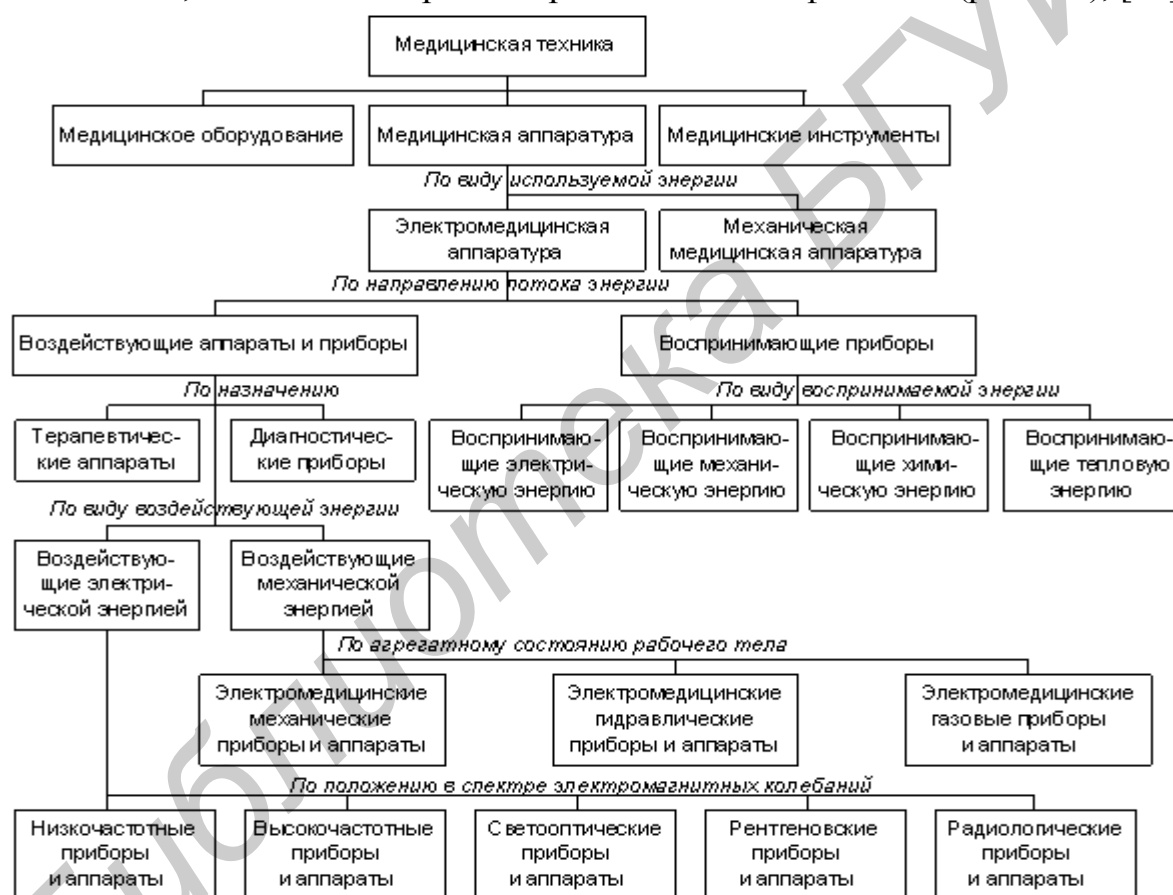 Медицинская техника
Медицинское оборудование
Медицинская аппаратура
Медицинские инструменты
По виду используемой энергии
Электромедицинская
аппаратура
Механическая
медицинская аппаратура
По направлению потока энергии
Воздействующие аппараты и приборы
Воспринимающие приборы
По назначению
По виду воспринимаемой энергии
Терапевтичес-
кие аппараты
Диагностичес-
кие приборы
Воспринимаю-
щие электри-
ческую энергию
Воспринимаю-
щие механи-
ческую энергию
Воспринимаю-
щие хими-
ческую энергию
Воспринимаю-
щие тепловую
энергию
По виду воздействующей энергии
Воздействую-
щие электри-
ческой энергией
Воздействующие
механической
энергией
По агрегатному состоянию рабочего тела
Электромедицинские
механические
приборы и аппараты
Электромедицинские
гидравлические
приборы и аппараты
Электромедицинские
газовые приборы
и аппараты
По положению в спектре электромагнитных колебаний
Низкочастотные
приборы
и аппараты
Высокочастотные
приборы
и аппараты
Светооптические
приборы
и аппараты
Рентгеновские
приборы
и аппараты
Радиологические
приборы
и аппараты
Библиотека БГУИ